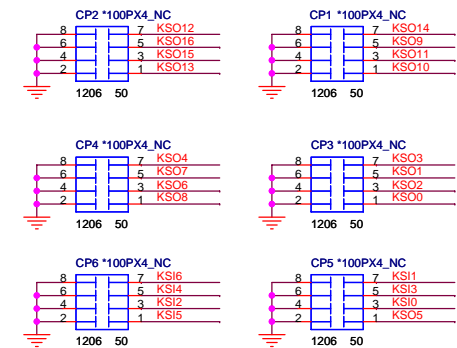 CP2 *100PX4_NC
8 7 KSO12
6 5 KSO16
4 3 KSO15
2 1 KSO13
1206 50
CP1 *100PX4_NC
8 7 KSO14
6 5 KSO9
4 3 KSO11
2 1 KSO10
1206 50
CP4 *100PX4_NC
8 7 KSO4
6 5 KSO7
4 3 KSO6
2 1 KSO8
1206 50
CP3 *100PX4_NC
8 7 KSO3
6 5 KSO1
4 3 KSO2
2 1 KSO0
1206 50
CP6 *100PX4_NC
8 7 KSI6
6 5 KSI4
4 3 KSI2
2 1 KSI5
1206 50
CP5 *100PX4_NC
8 7 KSI1
6 5 KSI3
4 3 KSI0
2 1 KSO5
1206 50